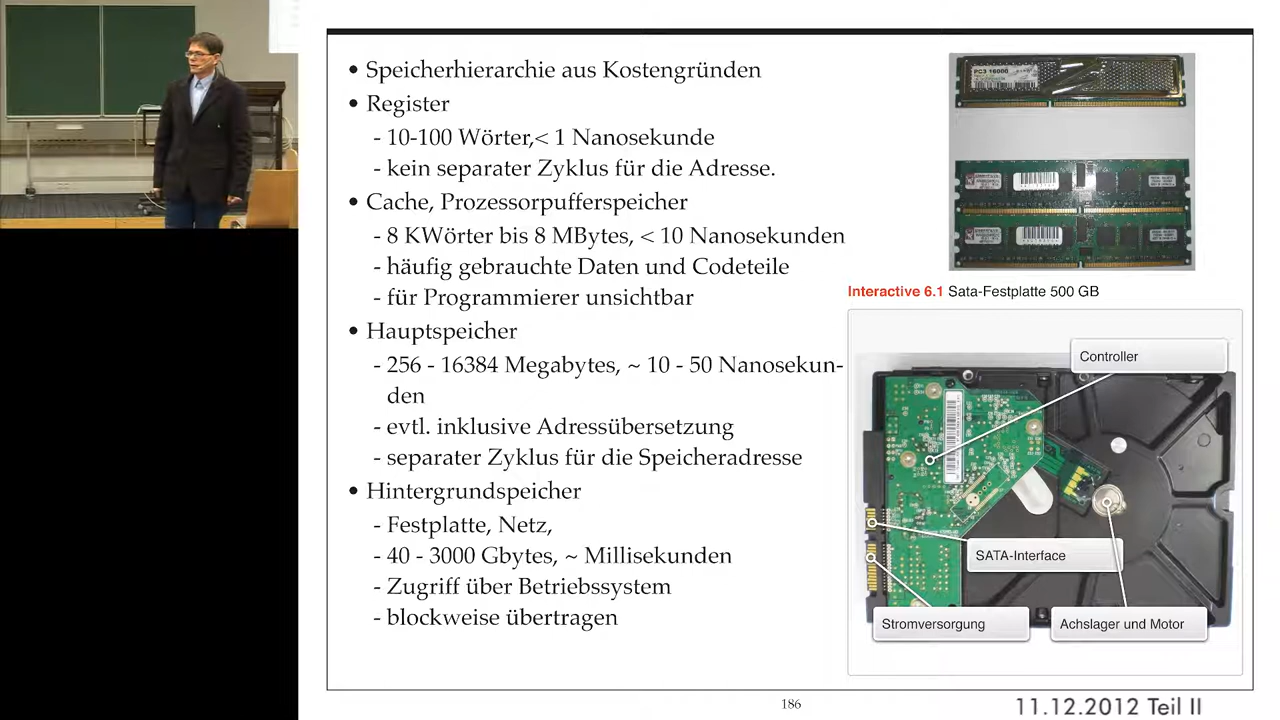 • Speicherhierarchie aus Kostengründen
• Register
- 10-100 Wörter,< 1 Nanosekunde
- kein separater Zyklus für die Adresse.
• Cache, Prozessorpufferspeicher
- 8 KWörter bis 8 MBytes, < 10 Nanosekunden
- häufig gebrauchte Daten und Codeteile
- für Programmierer unsichtbar
• Hauptspeicher
- 256 - 16384 Megabytes, ~ 10 - 50 Nanosekun-
den
- evtl. inklusive Adressübersetzung
- separater Zyklus für die Speicheradresse
• Hintergrundspeicher
- Festplatte, Netz,
- 40 - 3000 Gbytes, ~ Millisekunden
- Zugriff über Betriebssystem
- blockweise übertragen
PC3 16000
Interactive 6.1 Sata-Festplatte 500 GB
Controller
SATA-Interface
Stromversorgung
Achslager und Motor
186
11.12.2012 Teil II